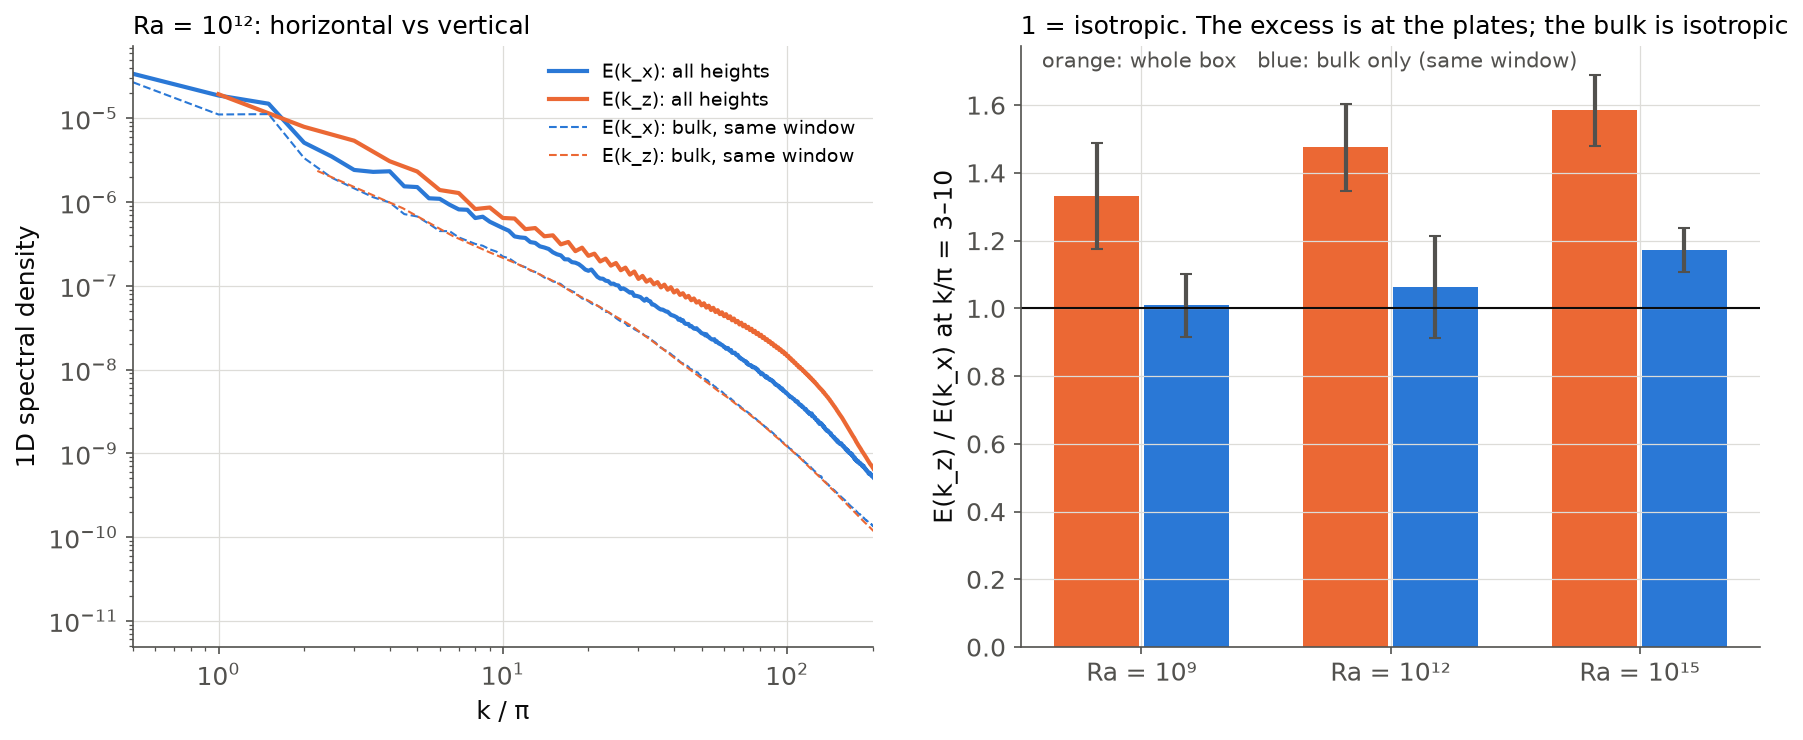 Ra = 10¹²: horizontal vs vertical
E(k_x): all heights
E(k_z): all heights
E(k_x): bulk, same window
E(k_z): bulk, same window
1D spectral density
10⁻⁵
10⁻⁶
10⁻⁷
10⁻⁸
10⁻⁹
10⁻¹⁰
10⁻¹¹
10⁰
10¹
10²
k / π
1 = isotropic. The excess is at the plates; the bulk is isotropic
orange: whole box blue: bulk only (same window)
E(k_z) / E(k_x) at k/π = 3–10
1.6
1.4
1.2
1.0
0.8
0.6
0.4
0.2
0.0
Ra = 10⁹
Ra = 10¹²
Ra = 10¹⁵